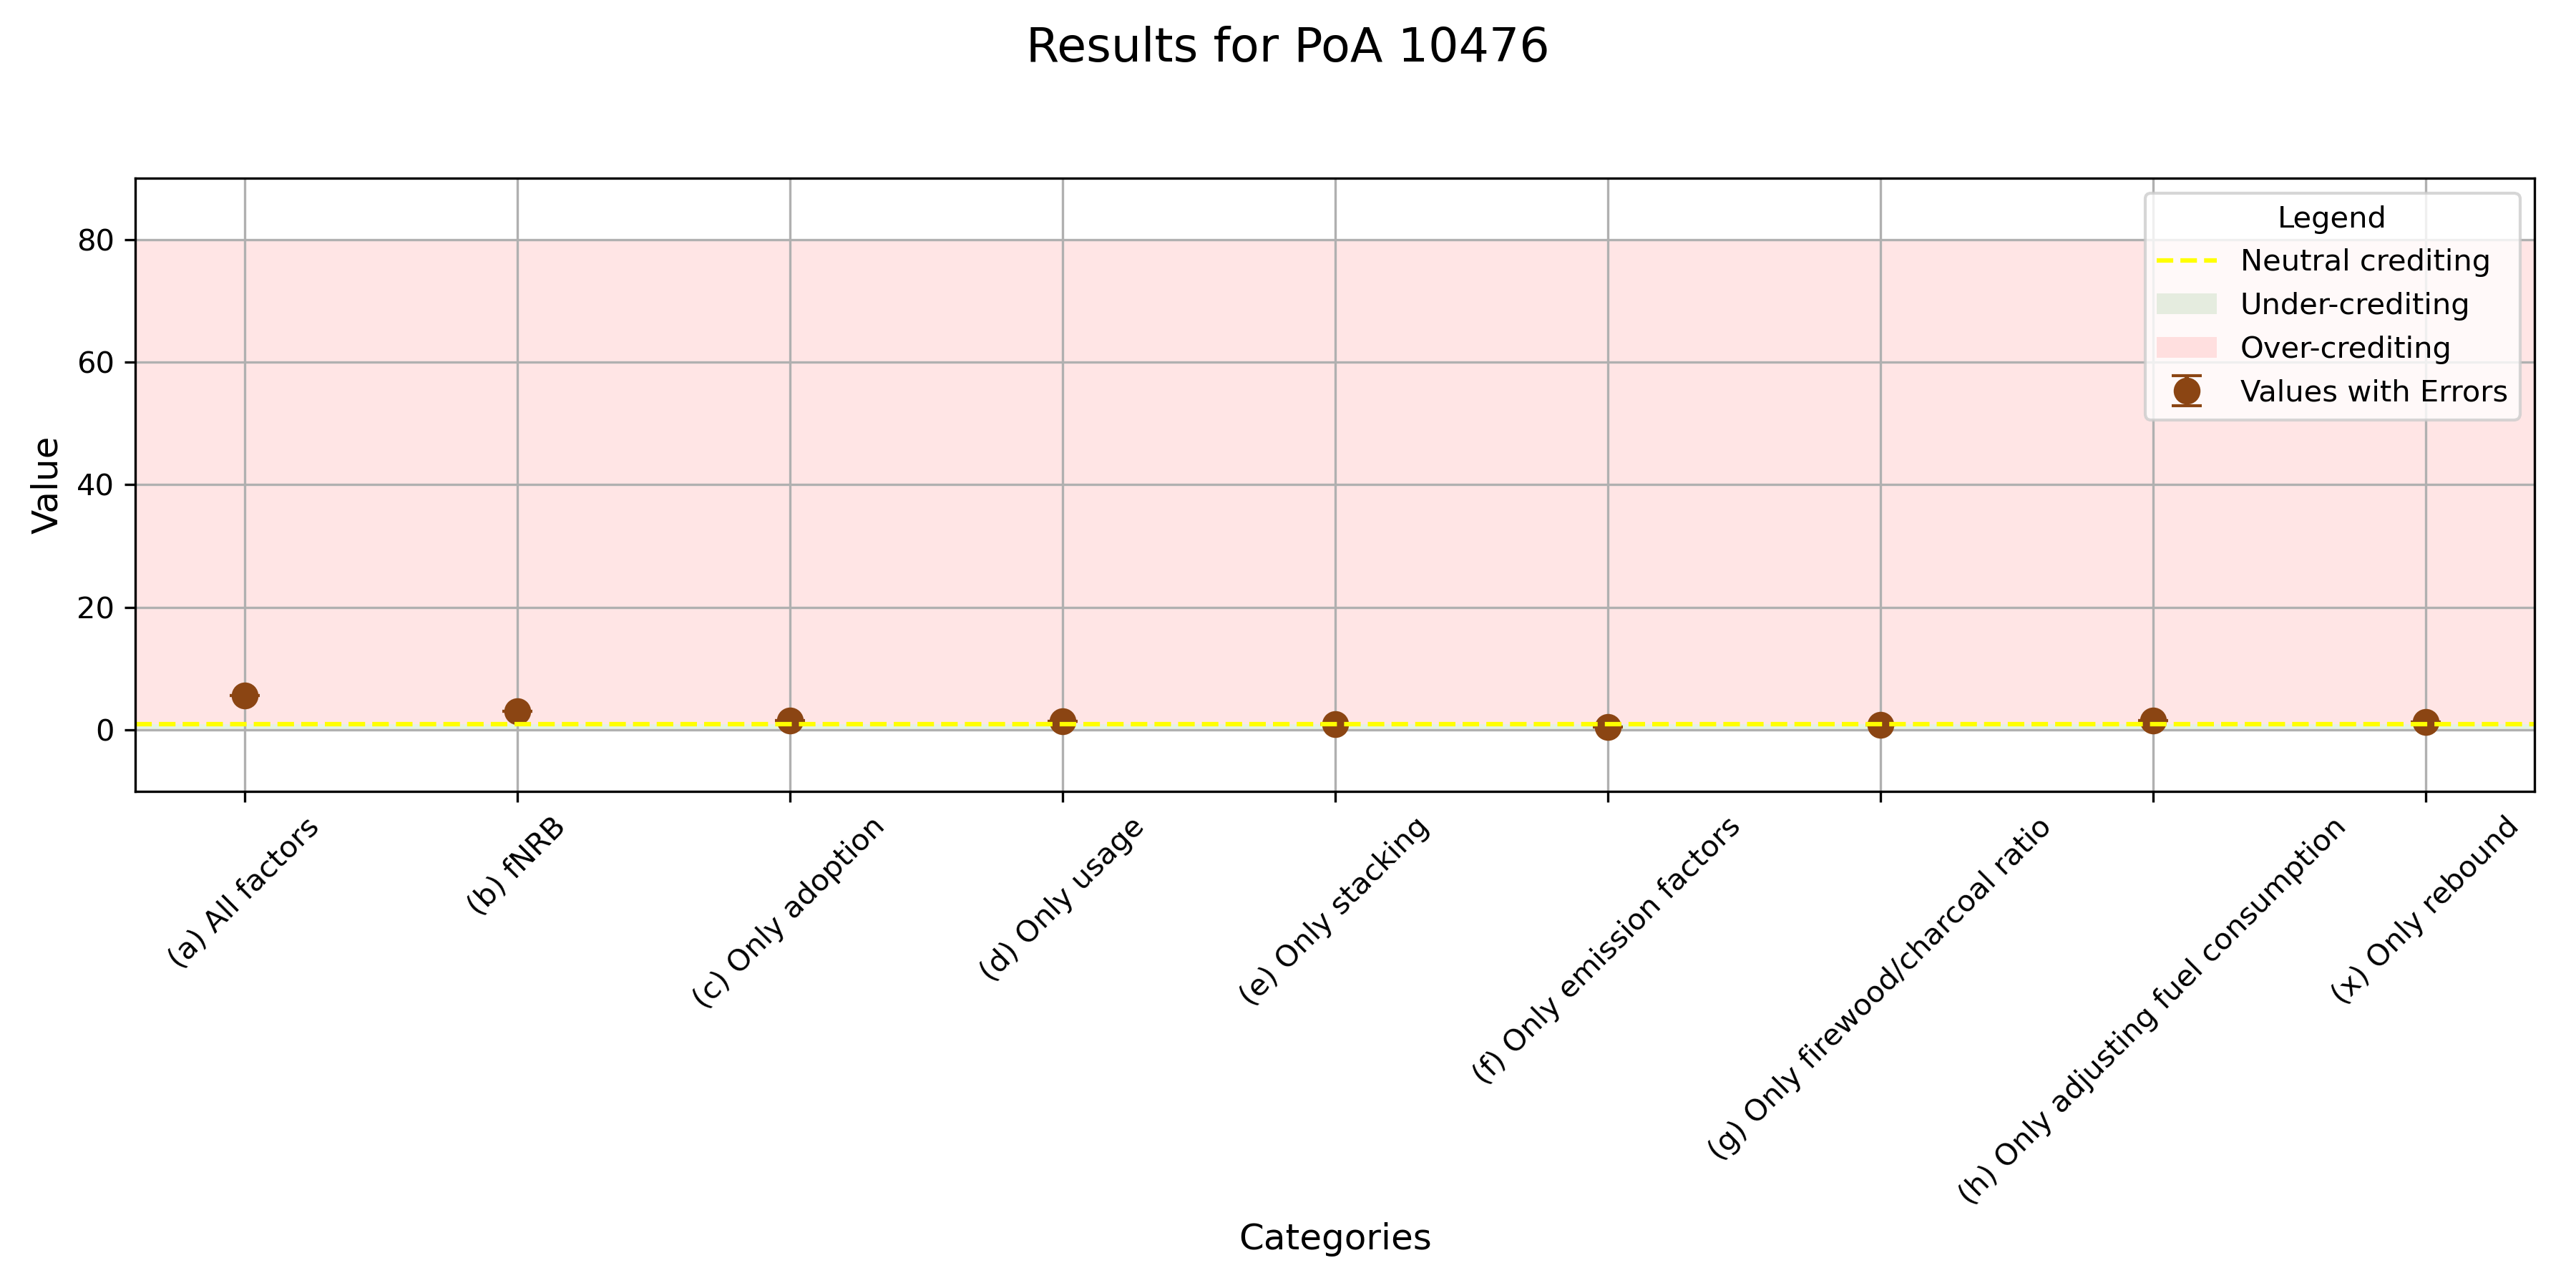 Results for PoA 10476
Legend
Neutral crediting
Under-crediting
Over-crediting
Values with Errors
Value
80
60
40
20
0
(a) All factors
(b) fNRB
(c) Only adoption
(d) Only usage
(e) Only stacking
(f) Only emission factors
(g) Only firewood/charcoal ratio
(h) Only adjusting fuel consumption
(x) Only rebound
Categories